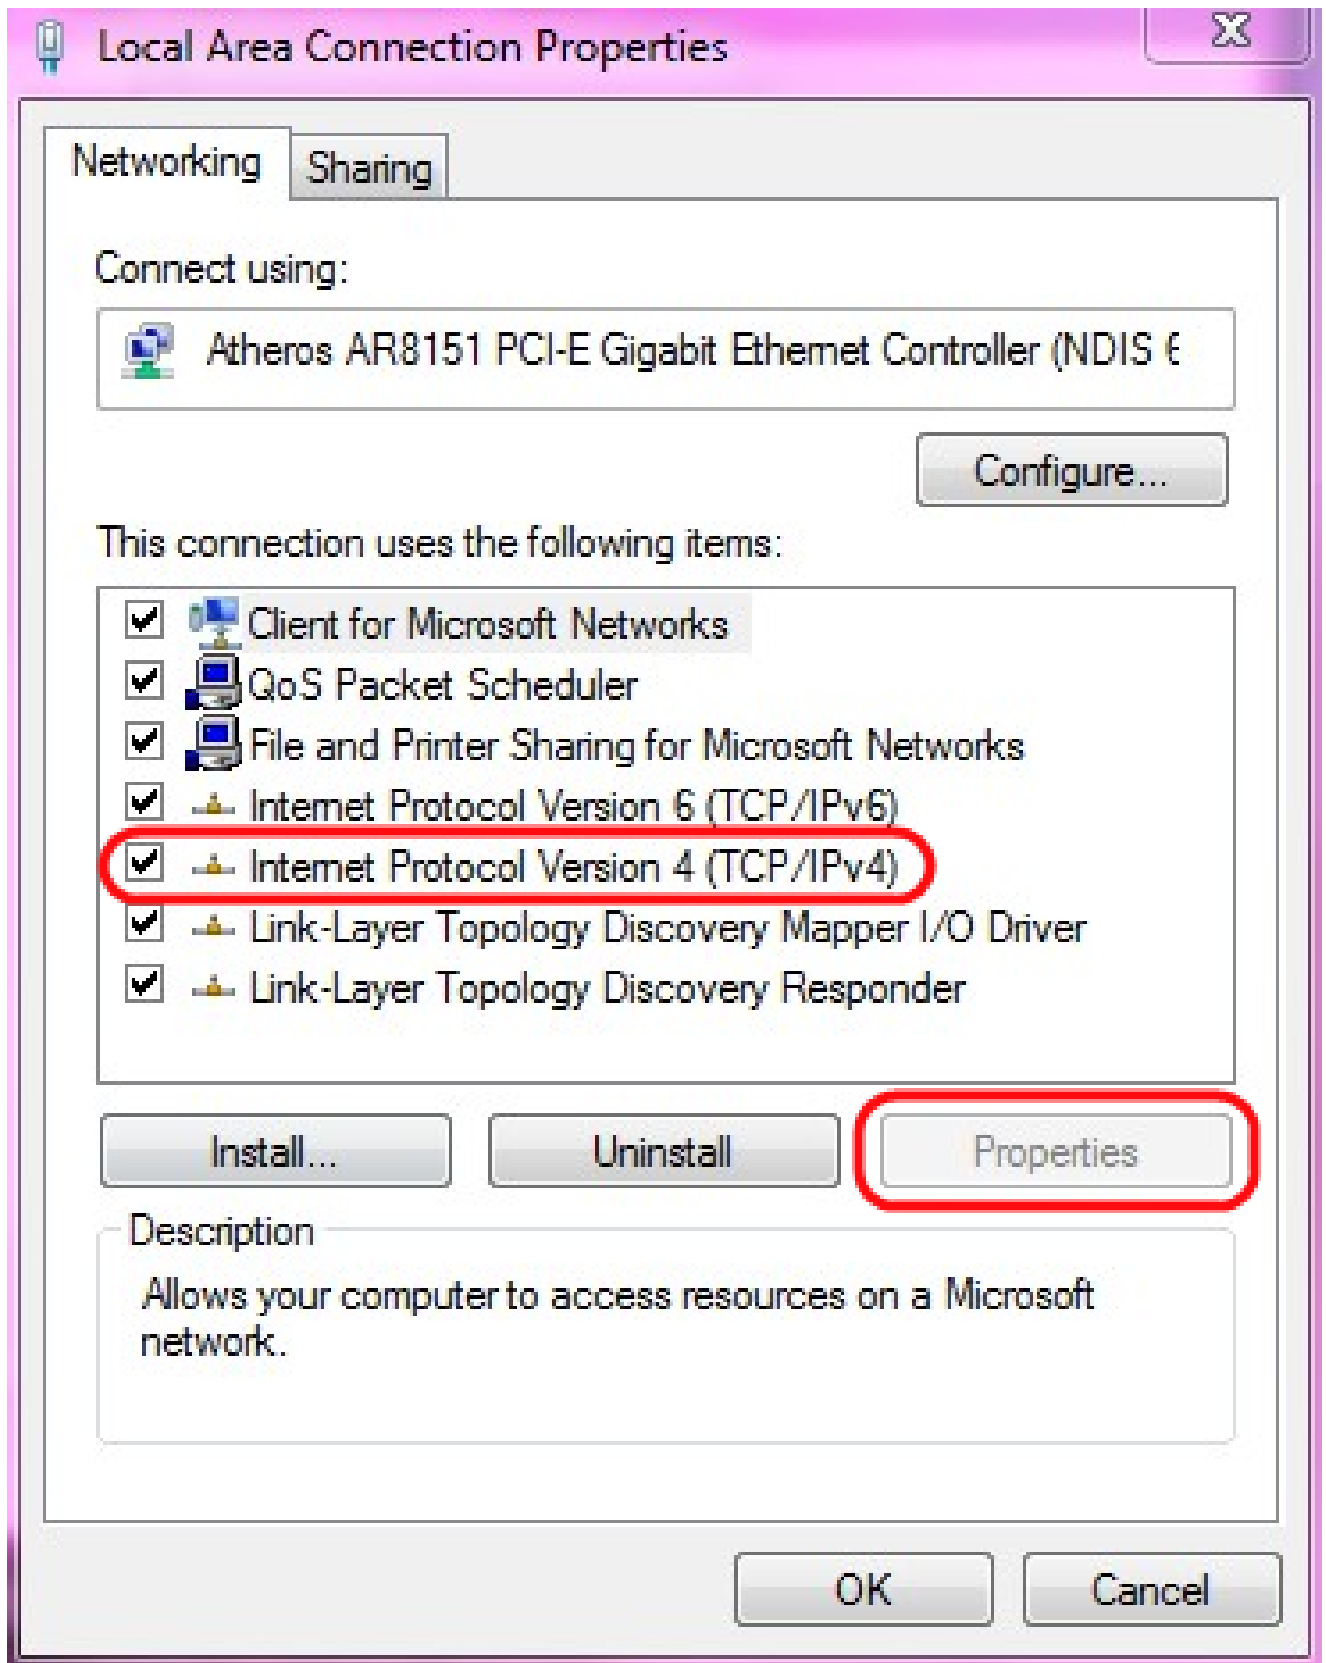 Local Area Connection Properties
Networking
Sharing
Connect using:
Atheros AR8151 PCI-E Gigabit Ethernet Controller (NDIS 6
Configure...
This connection uses the following items:
Client for Microsoft Networks
QoS Packet Scheduler
File and Printer Sharing for Microsoft Networks
Internet Protocol Version 6 (TCP/IPv6)
Internet Protocol Version 4 (TCP/IPv4)
Link-Layer Topology Discovery Mapper I/O Driver
Link-Layer Topology Discovery Responder
Install...
Uninstall
Properties
Description
Allows your computer to access resources on a Microsoft
network.
OK
Cancel